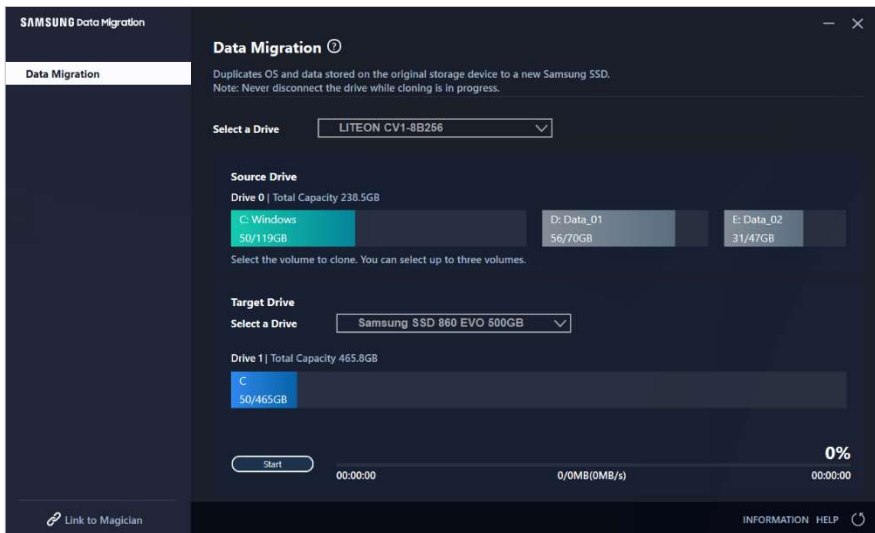 SAMSUNG Data Migration
Data Migration
Data Migration ?
Duplicates OS and data stored on the original storage device to a new Samsung SSD.
Note: Never disconnect the drive while cloning is in progress.
Select a Drive LITEON CV1-8B256
Source Drive
Drive 0 | Total Capacity 238.5GB
C: Windows D: Data_01 E: Data_02
50/119GB 56/70GB 31/47GB
Select the volume to clone. You can select up to three volumes.
Target Drive
Select a Drive Samsung SSD 860 EVO 500GB
Drive 1 | Total Capacity 465.8GB
C
50/465GB
0%
Start
00:00:00 0/0MB(0MB/s) 00:00:00
Link to Magician
INFORMATION HELP